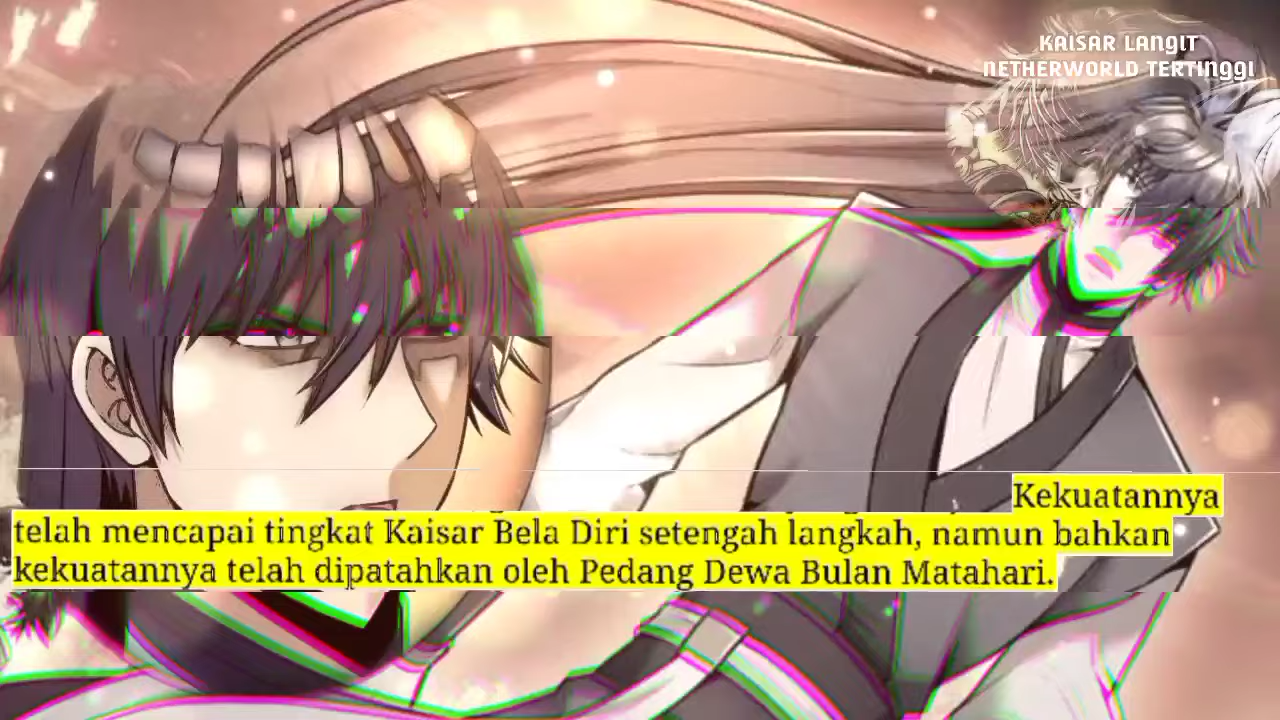 KAISAR LANGIT
NETHERWORLD TERTINGGI
Kekuatannya
telah mencapai tingkat Kaisar Bela Diri setengah langkah, namun bahkan
kekuatannya telah dipatahkan oleh Pedang Dewa Bulan Matahari.